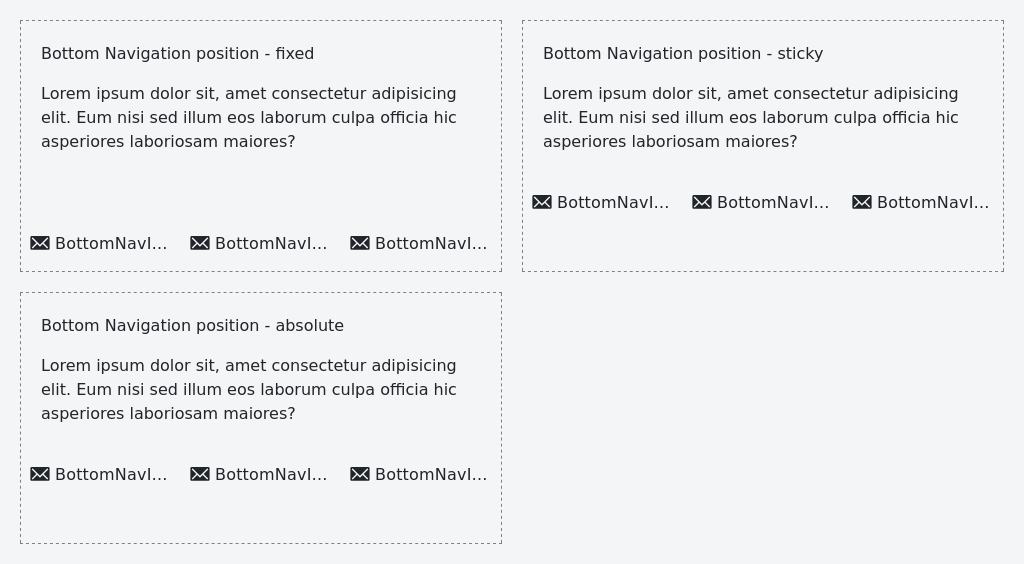 Bottom Navigation position - fixed
Lorem ipsum dolor sit, amet consectetur adipisicing
elit. Eum nisi sed illum eos laborum culpa officia hic
asperiores laboriosam maiores?
BottomNavI… BottomNavI… BottomNavI…
Bottom Navigation position - sticky
Lorem ipsum dolor sit, amet consectetur adipisicing
elit. Eum nisi sed illum eos laborum culpa officia hic
asperiores laboriosam maiores?
BottomNavI… BottomNavI… BottomNavI…
Bottom Navigation position - absolute
Lorem ipsum dolor sit, amet consectetur adipisicing
elit. Eum nisi sed illum eos laborum culpa officia hic
asperiores laboriosam maiores?
BottomNavI… BottomNavI… BottomNavI…